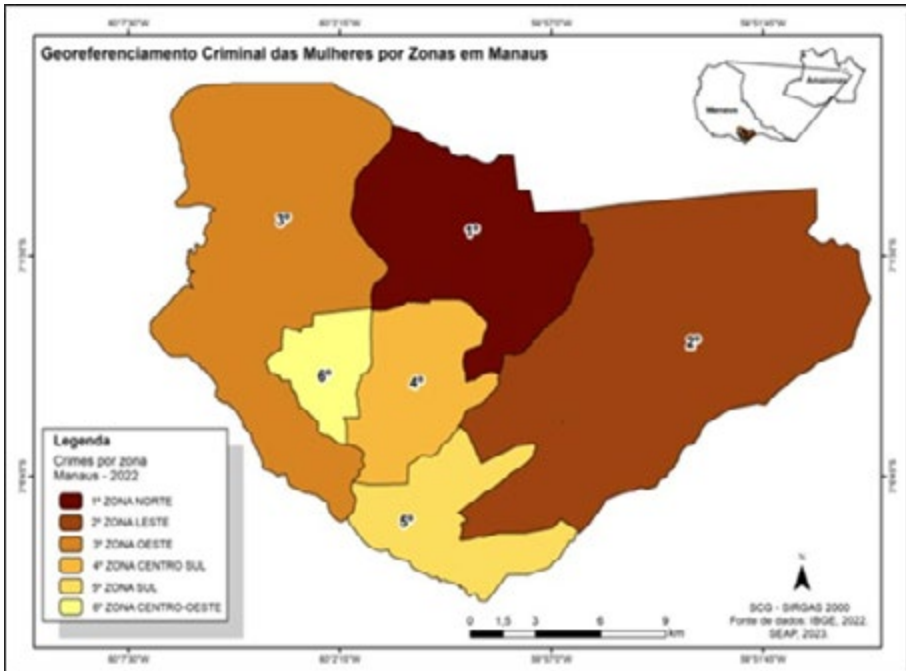 Georeferenciamento Criminal das Mulheres por Zonas em Manaus
Amazonas
Manaus
3º
1º
2º
6º
4º
5º
Legenda
Crimes por zona
Manaus - 2022
1ª ZONA NORTE
2ª ZONA LESTE
3ª ZONA OESTE
4ª ZONA CENTRO SUL
5ª ZONA SUL
6ª ZONA CENTRO-OESTE
N
0 1,5 3 6 9
km
SCG - SIRGAS 2000
Fonte de dados: IBGE, 2022.
SEAP, 2023.